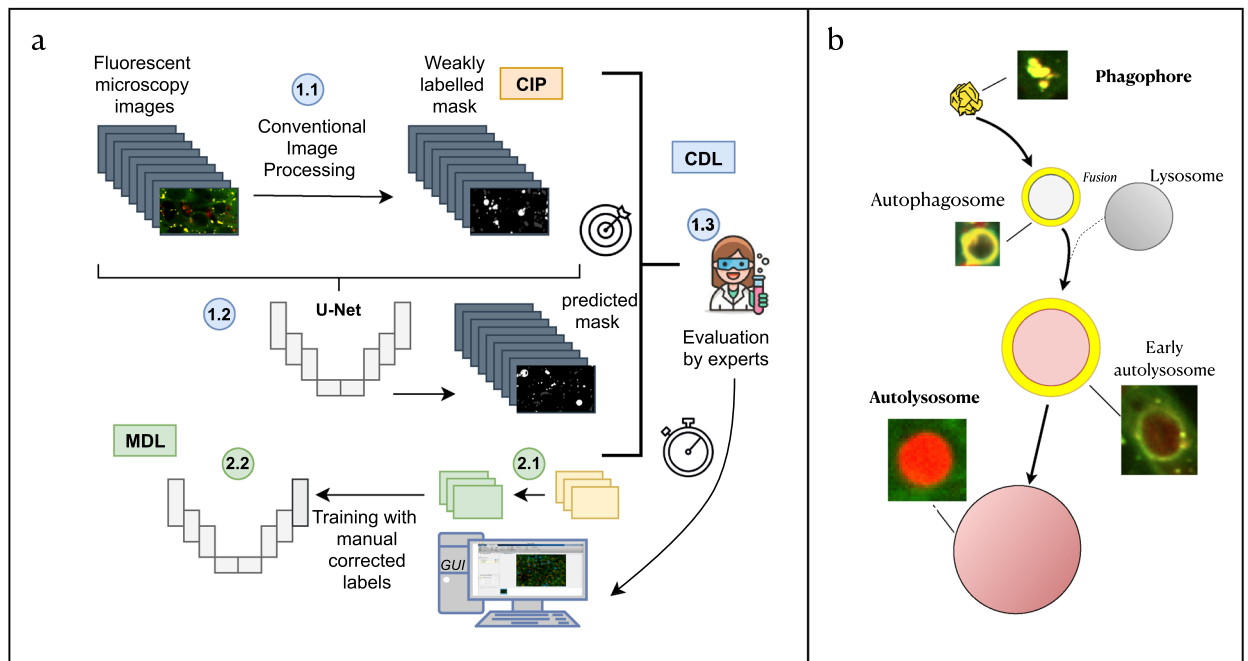 a
Fluorescent
microscopy
images
1.1
Conventional
Image
Processing
Weakly
labelled
mask
CIP
CDL
1.3
Evaluation
by experts
1.2
U-Net
predicted
mask
MDL
2.2
2.1
Training with
manual
corrected
labels
GUI
b
Phagophore
Autophagosome
Fusion
Lysosome
Early
autolysosome
Autolysosome